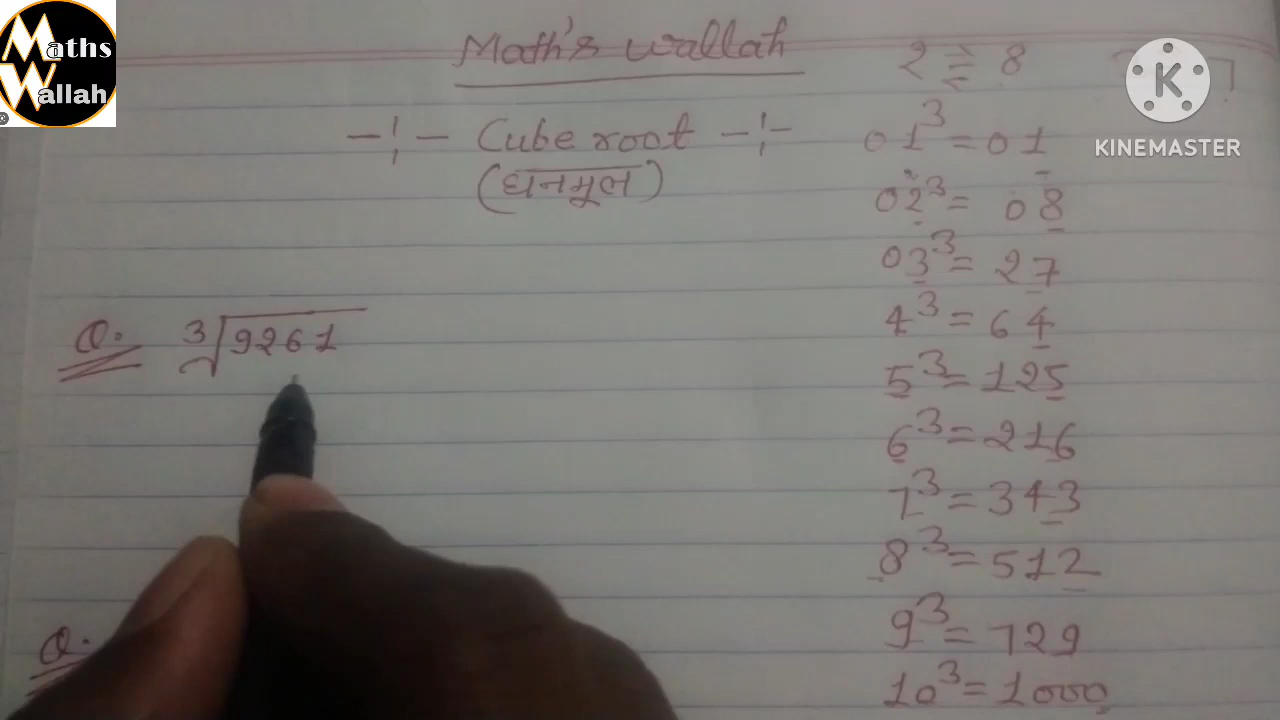 Maths
Wallah
©
Math's wallah
-:- Cube root -:-
(घनमूल)
Q. ∛9261
Q.
2 ⇌ 8
01³ = 01
02³ = 08
03³ = 27
4³ = 64
5³ = 125
6³ = 216
7³ = 343
8³ = 512
9³ = 729
10³ = 1000
K
KINEMASTER